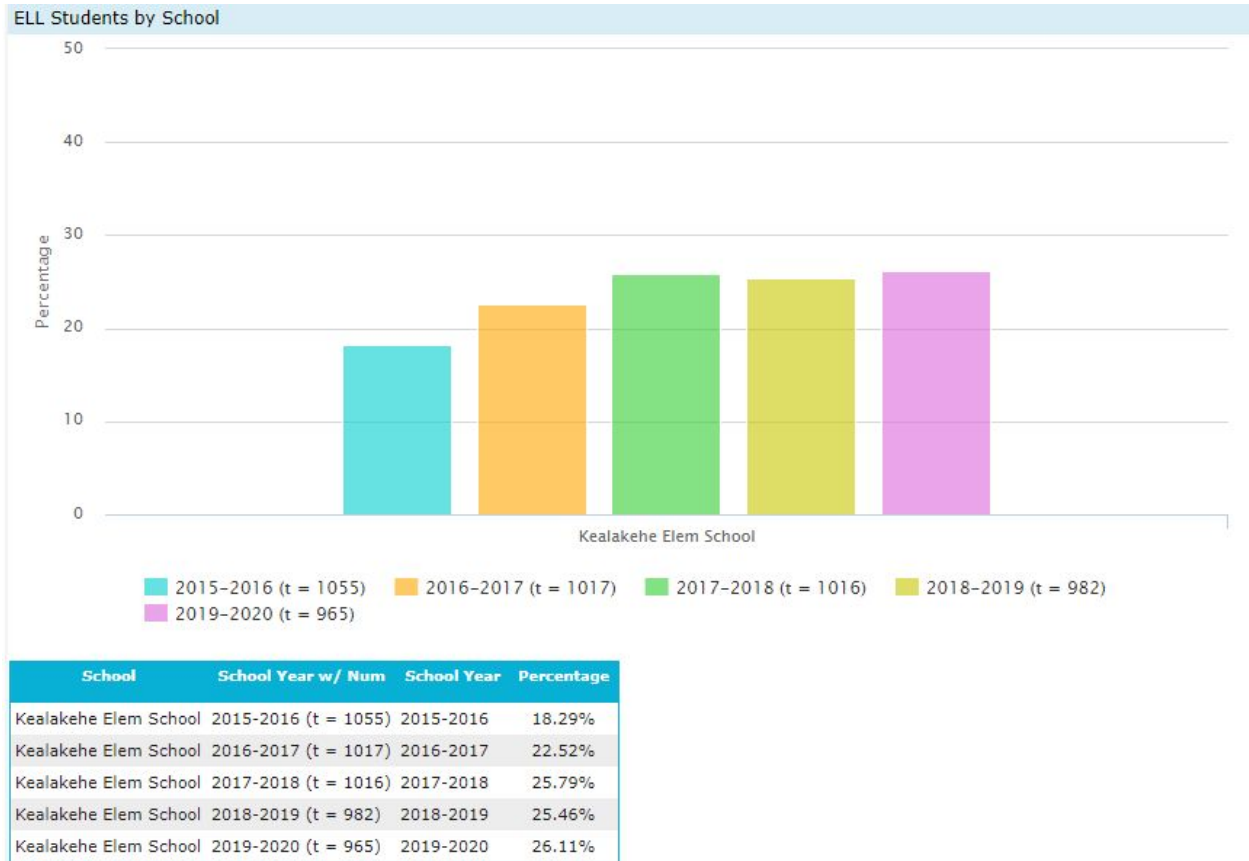 ELL Students by School
50
40
30
20
10
0
Percentage
Kealakehe Elem School
2015-2016 (t = 1055) 2016-2017 (t = 1017) 2017-2018 (t = 1016) 2018-2019 (t = 982)
2019-2020 (t = 965)
School School Year w/ Num School Year Percentage
Kealakehe Elem School 2015-2016 (t = 1055) 2015-2016 18.29%
Kealakehe Elem School 2016-2017 (t = 1017) 2016-2017 22.52%
Kealakehe Elem School 2017-2018 (t = 1016) 2017-2018 25.79%
Kealakehe Elem School 2018-2019 (t = 982) 2018-2019 25.46%
Kealakehe Elem School 2019-2020 (t = 965) 2019-2020 26.11%